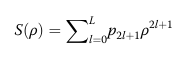 S(ρ) = ∑_{l=0}^{L} p_{2l+1} ρ^{2l+1}